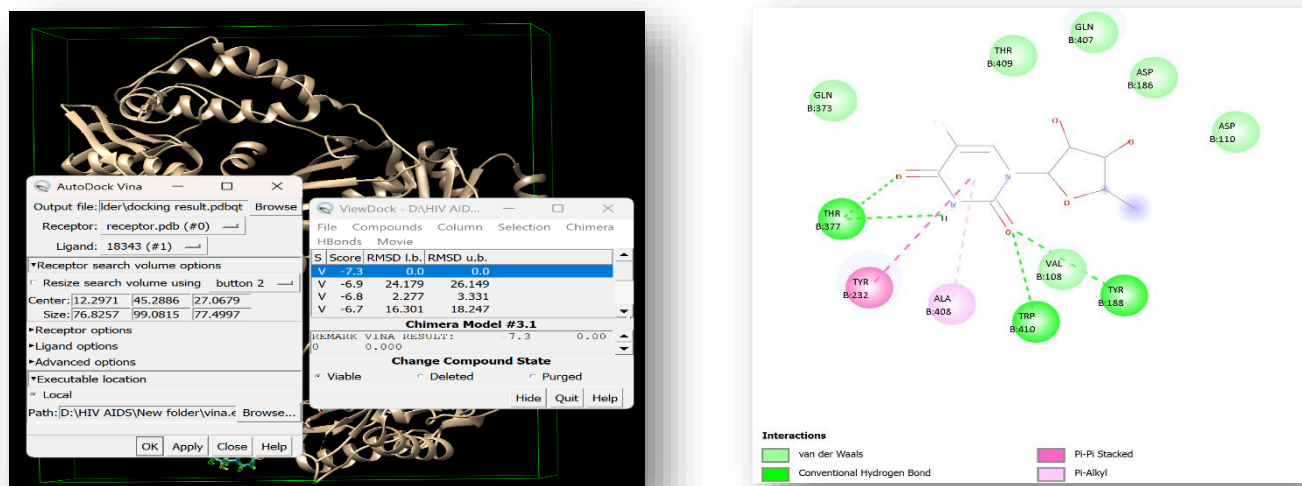 AutoDock Vina
Output file: lder\docking result.pdbqt Browse
Receptor: receptor.pdb (#0)
Ligand: 18343 (#1)
Receptor search volume options
Resize search volume using button 2
Center: 12.2971 45.2886 27.0679
Size: 76.8257 99.0815 77.4997
Receptor options
Ligand options
Advanced options
Executable location
Local
Path: D:\HIV AIDS\New folder\vina.e Browse...
OK Apply Close Help
ViewDock - D:\HIV AID...
File Compounds Column Selection Chimera
HBonds Movie
S Score RMSD l.b. RMSD u.b.
V -7.3 0.0 0.0
V -6.9 24.179 26.149
V -6.8 2.277 3.331
V -6.7 16.301 18.247
Chimera Model #3.1
REMARK VINA RESULT: -7.3 0.00
0 0.000
Change Compound State
Viable Deleted Purged
Hide Quit Help
GLN
B:407
THR
B:409
ASP
B:186
GLN
B:373
ASP
B:110
O
O
O
N
O
N
H
O
THR
B:377
VAL
B:108
TYR
B:232
ALA
B:408
TYR
B:188
TRP
B:410
Interactions
van der Waals
Conventional Hydrogen Bond
Pi-Pi Stacked
Pi-Alkyl